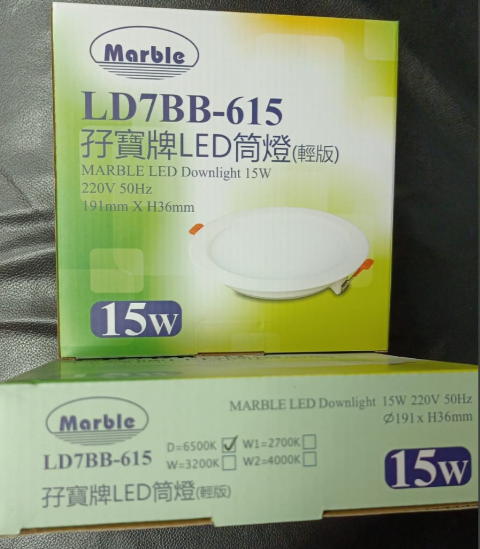 Marble
LD7BB-615
孖寶牌LED筒燈(輕版)
MARBLE LED Downlight 15W
220V 50Hz
191mm X H36mm
15W
Marble
MARBLE LED Downlight 15W 220V 50Hz
Ø191x H36mm
LD7BB-615
D=6500K W1=2700K
W=3200K W2=4000K
孖寶牌LED筒燈(輕版)
15W